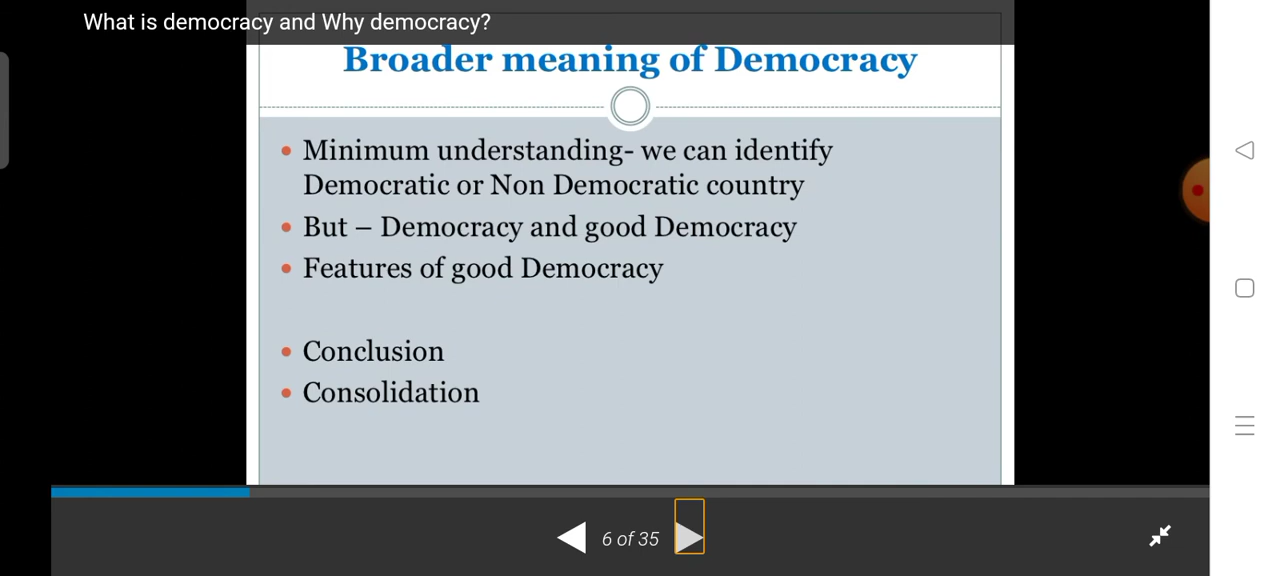 What is democracy and Why democracy?
Broader meaning of Democracy
• Minimum understanding- we can identify
Democratic or Non Democratic country
• But – Democracy and good Democracy
• Features of good Democracy
• Conclusion
• Consolidation
6 of 35